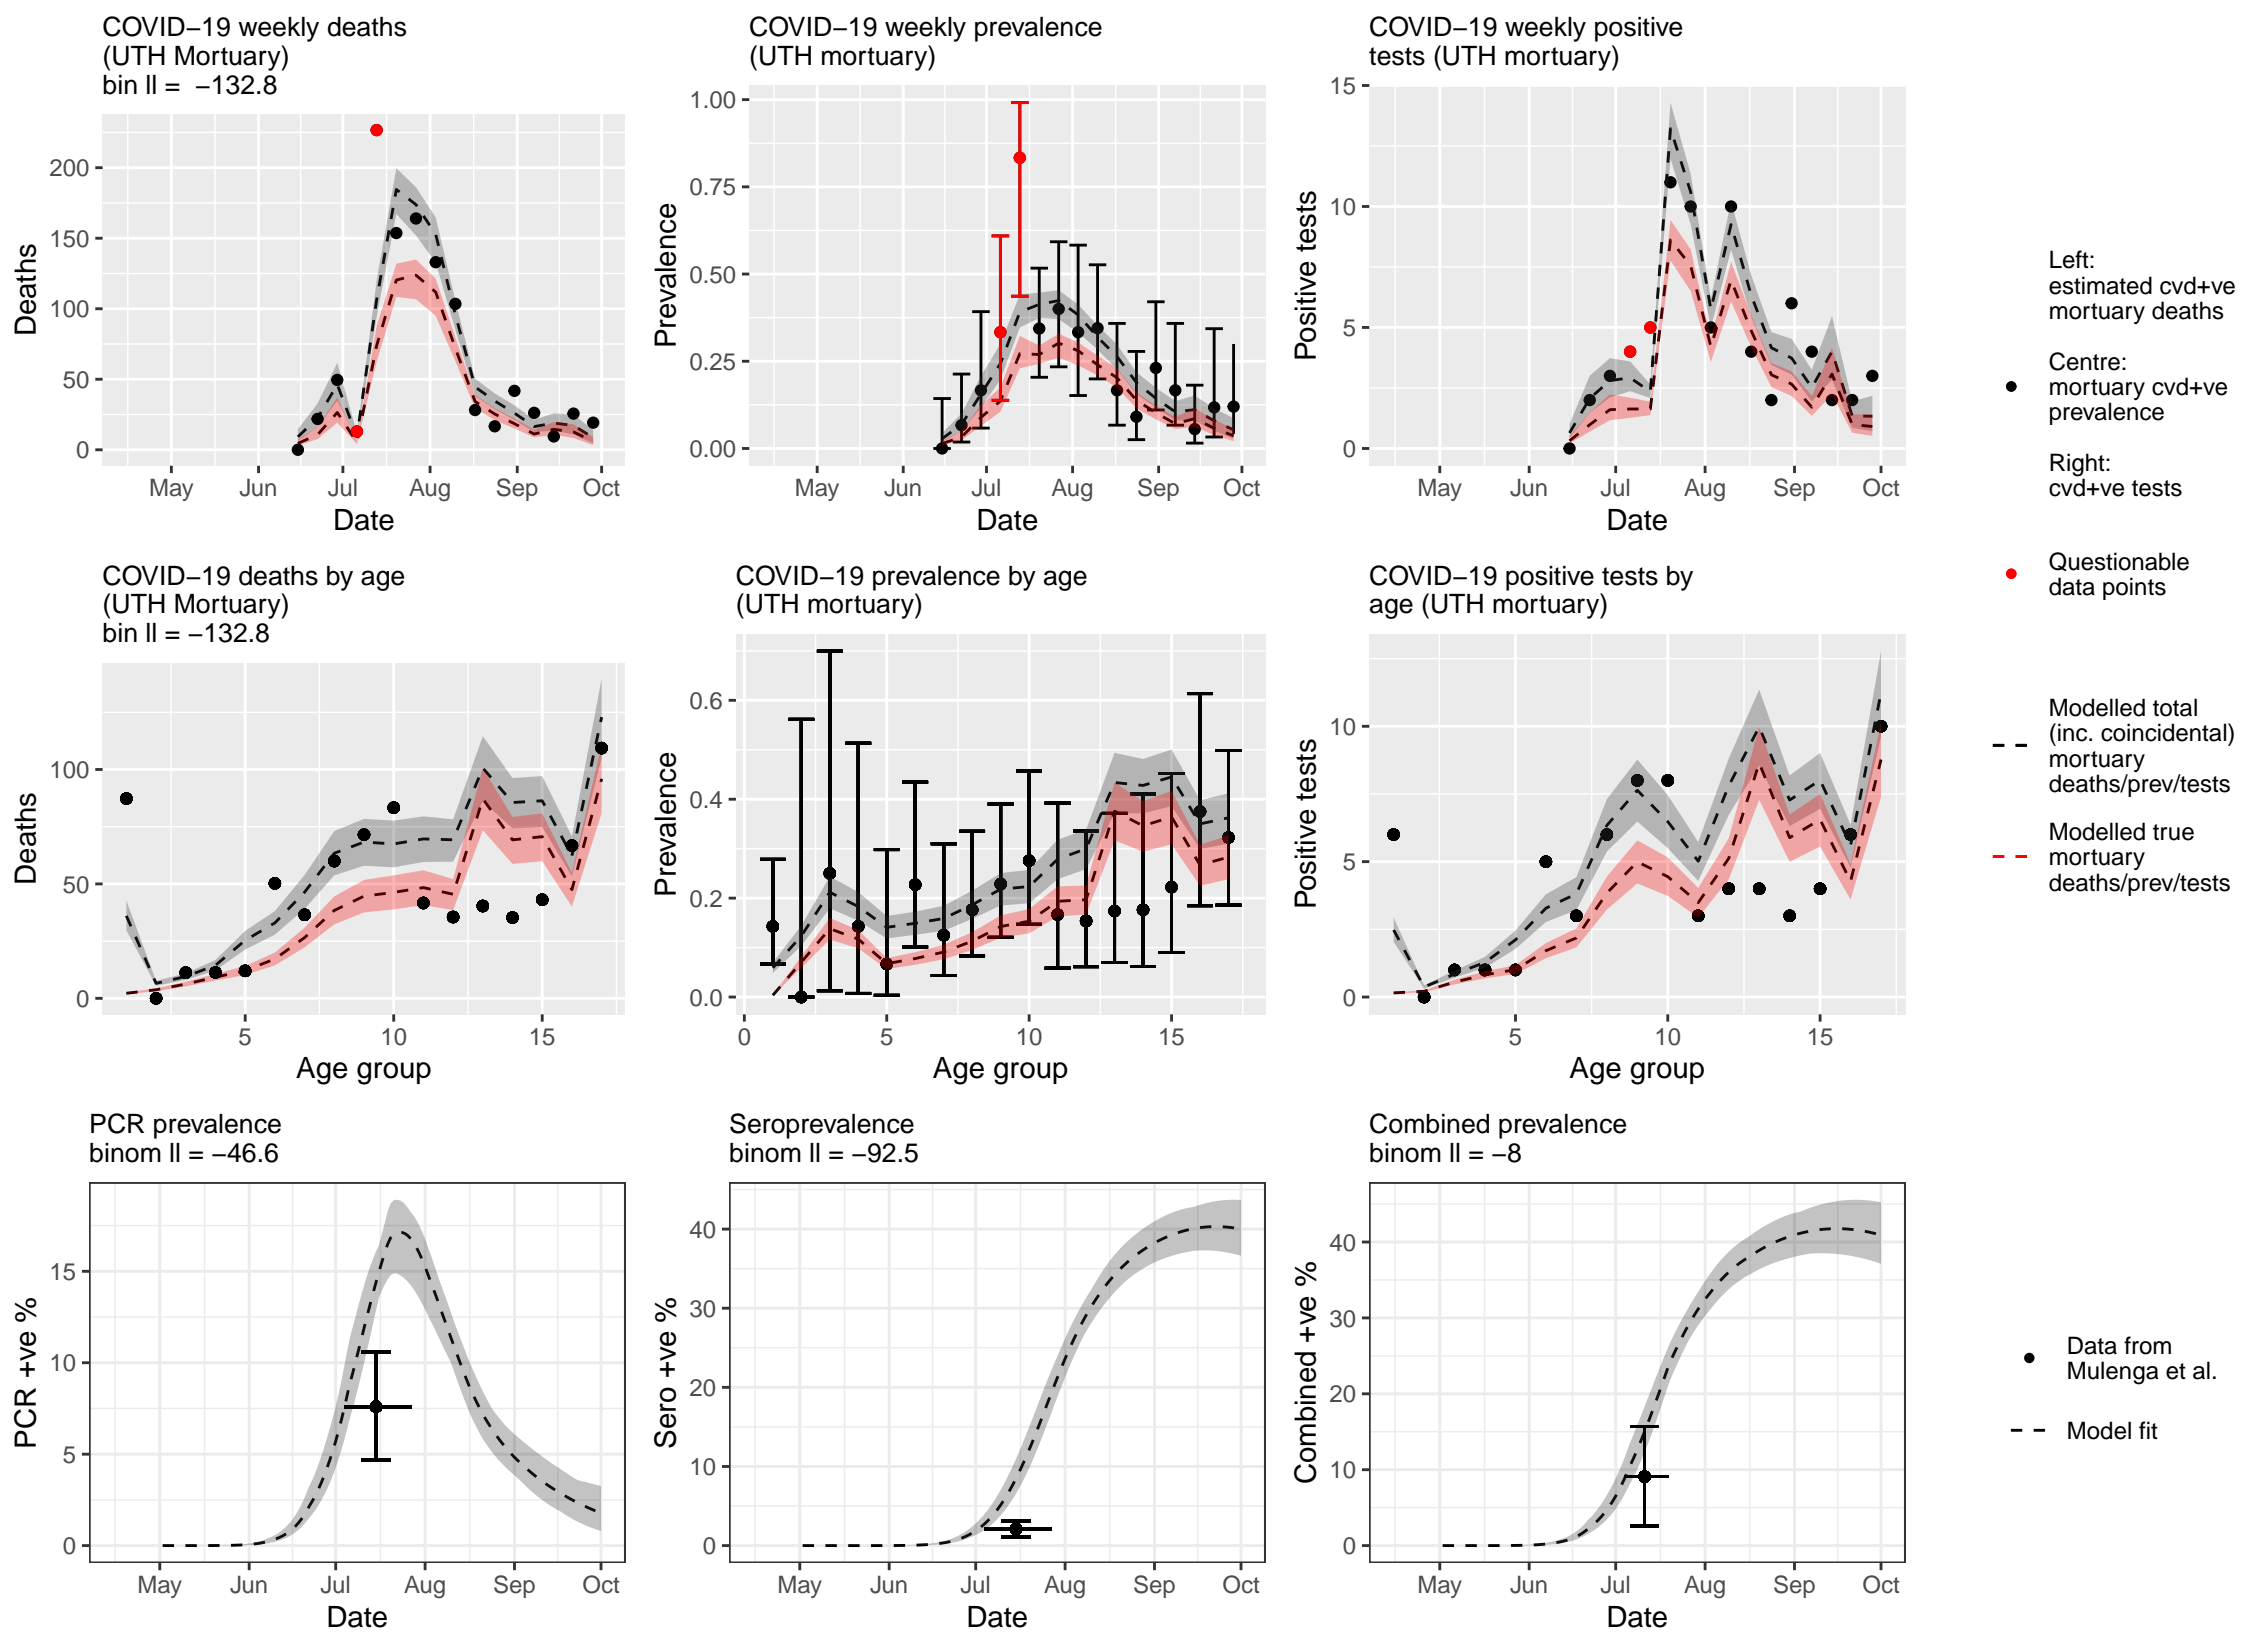 COVID−19 weekly deaths
(UTH Mortuary)
bin ll =  −132.8
Deaths
200
150
100
50
0
May Jun Jul Aug Sep Oct
Date
COVID−19 weekly prevalence
(UTH mortuary)
Prevalence
1.00
0.75
0.50
0.25
0.00
May Jun Jul Aug Sep Oct
Date
COVID−19 weekly positive
tests (UTH mortuary)
Positive tests
15
10
5
0
May Jun Jul Aug Sep Oct
Date
Left:
estimated cvd+ve
mortuary deaths
Centre:
mortuary cvd+ve
prevalence
Right:
cvd+ve tests
Questionable
data points
Modelled total
(inc. coincidental)
mortuary
deaths/prev/tests
Modelled true
mortuary
deaths/prev/tests
COVID−19 deaths by age
(UTH Mortuary)
bin ll = −132.8
Deaths
100
50
0
5 10 15
Age group
COVID−19 prevalence by age
(UTH mortuary)
Prevalence
0.6
0.4
0.2
0.0
0 5 10 15
Age group
COVID−19 positive tests by
age (UTH mortuary)
Positive tests
10
5
0
5 10 15
Age group
PCR prevalence
binom ll = −46.6
PCR +ve %
15
10
5
0
May Jun Jul Aug Sep Oct
Date
Seroprevalence
binom ll = −92.5
Sero +ve %
40
30
20
10
0
May Jun Jul Aug Sep Oct
Date
Combined prevalence
binom ll = −8
Combined +ve %
40
30
20
10
0
May Jun Jul Aug Sep Oct
Date
Data from
Mulenga et al.
Model fit